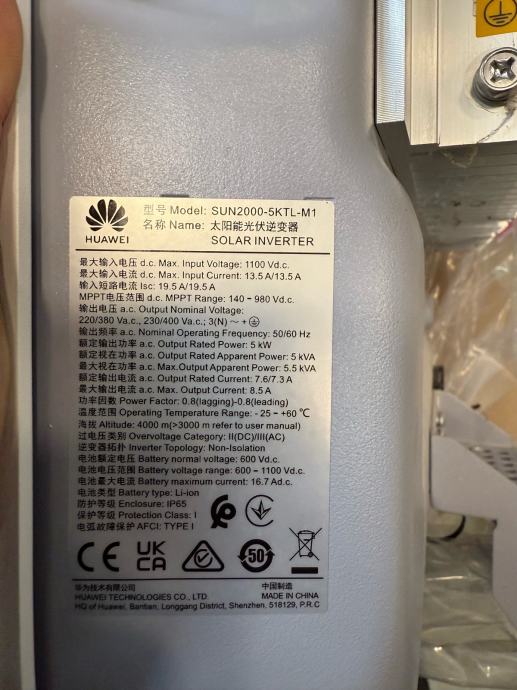 HUAWEI
型号 Model: SUN2000-5KTL-M1
名称 Name: 太阳能光伏逆变器
SOLAR INVERTER
最大输入电压 d.c. Max. Input Voltage: 1100 Vd.c.
最大输入电流 d.c. Max. Input Current: 13.5 A/13.5 A
输入短路电流 Isc: 19.5 A/19.5 A
MPPT电压范围 d.c. MPPT Range: 140 - 980 Vd.c.
输出电压 a.c. Output Nominal Voltage:
220/380 Va.c., 230/400 Va.c.; 3(N) ~ +
输出频率 a.c. Nominal Operating Frequency: 50/60 Hz
额定输出功率 a.c. Output Rated Power: 5 kW
额定视在功率 a.c. Output Rated Apparent Power: 5 kVA
最大视在功率 a.c. Max.Output Apparent Power: 5.5 kVA
额定输出电流 a.c. Output Rated Current: 7.6/7.3 A
最大输出电流 a.c. Max. Output Current: 8.5 A
功率因数 Power Factor: 0.8(lagging)-0.8(leading)
温度范围 Operating Temperature Range: - 25 - +60 ℃
海拔 Altitude: 4000 m(>3000 m refer to user manual)
过电压类别 Overvoltage Category: II(DC)/III(AC)
逆变器拓扑 Inverter Topology: Non-Isolation
电池额定电压 Battery normal voltage: 600 Vd.c.
电池电压范围 Battery voltage range: 600 - 1100 Vd.c.
电池最大电流 Battery maximum current: 16.7 Ad.c.
电池类型 Battery type: Li-ion
防护等级 Enclosure: IP65
保护等级 Protection Class: I
电弧故障保护 AFCI: TYPE I
CE UK CA 50
华为技术有限公司 中国制造
HUAWEI TECHNOLOGIES CO., LTD. MADE IN CHINA
HQ of Huawei, Bantian, Longgang District, Shenzhen, 518129, P.R.C